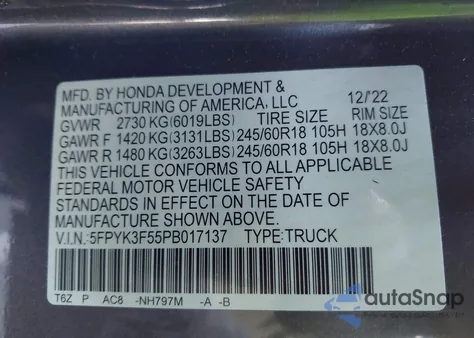 MFD. BY HONDA DEVELOPMENT &
MANUFACTURING OF AMERICA, LLC 12/'22
GVWR 2730 KG(6019LBS) TIRE SIZE RIM SIZE
GAWR F 1420 KG(3131LBS) 245/60R18 105H 18X8.0J
GAWR R 1480 KG(3263LBS) 245/60R18 105H 18X8.0J
THIS VEHICLE CONFORMS TO ALL APPLICABLE
FEDERAL MOTOR VEHICLE SAFETY
STANDARDS IN EFFECT ON THE DATE OF
MANUFACTURE SHOWN ABOVE.
V.I.N.:5FPYK3F55PB017137 TYPE:TRUCK
T6Z P AC8 -NH797M -A -B
autoSnap